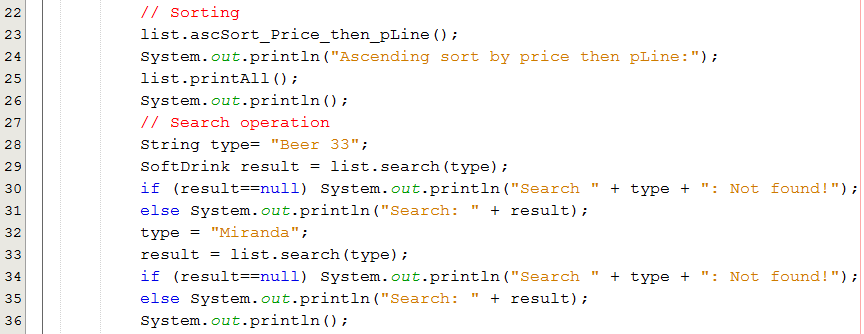 22 // Sorting
23 list.ascSort_Price_then_pLine();
24 System.out.println("Ascending sort by price then pLine:");
25 list.printAll();
26 System.out.println();
27 // Search operation
28 String type= "Beer 33";
29 SoftDrink result = list.search(type);
30 if (result==null) System.out.println("Search " + type + ": Not found!");
31 else System.out.println("Search: " + result);
32 type = "Miranda";
33 result = list.search(type);
34 if (result==null) System.out.println("Search " + type + ": Not found!");
35 else System.out.println("Search: " + result);
36 System.out.println();